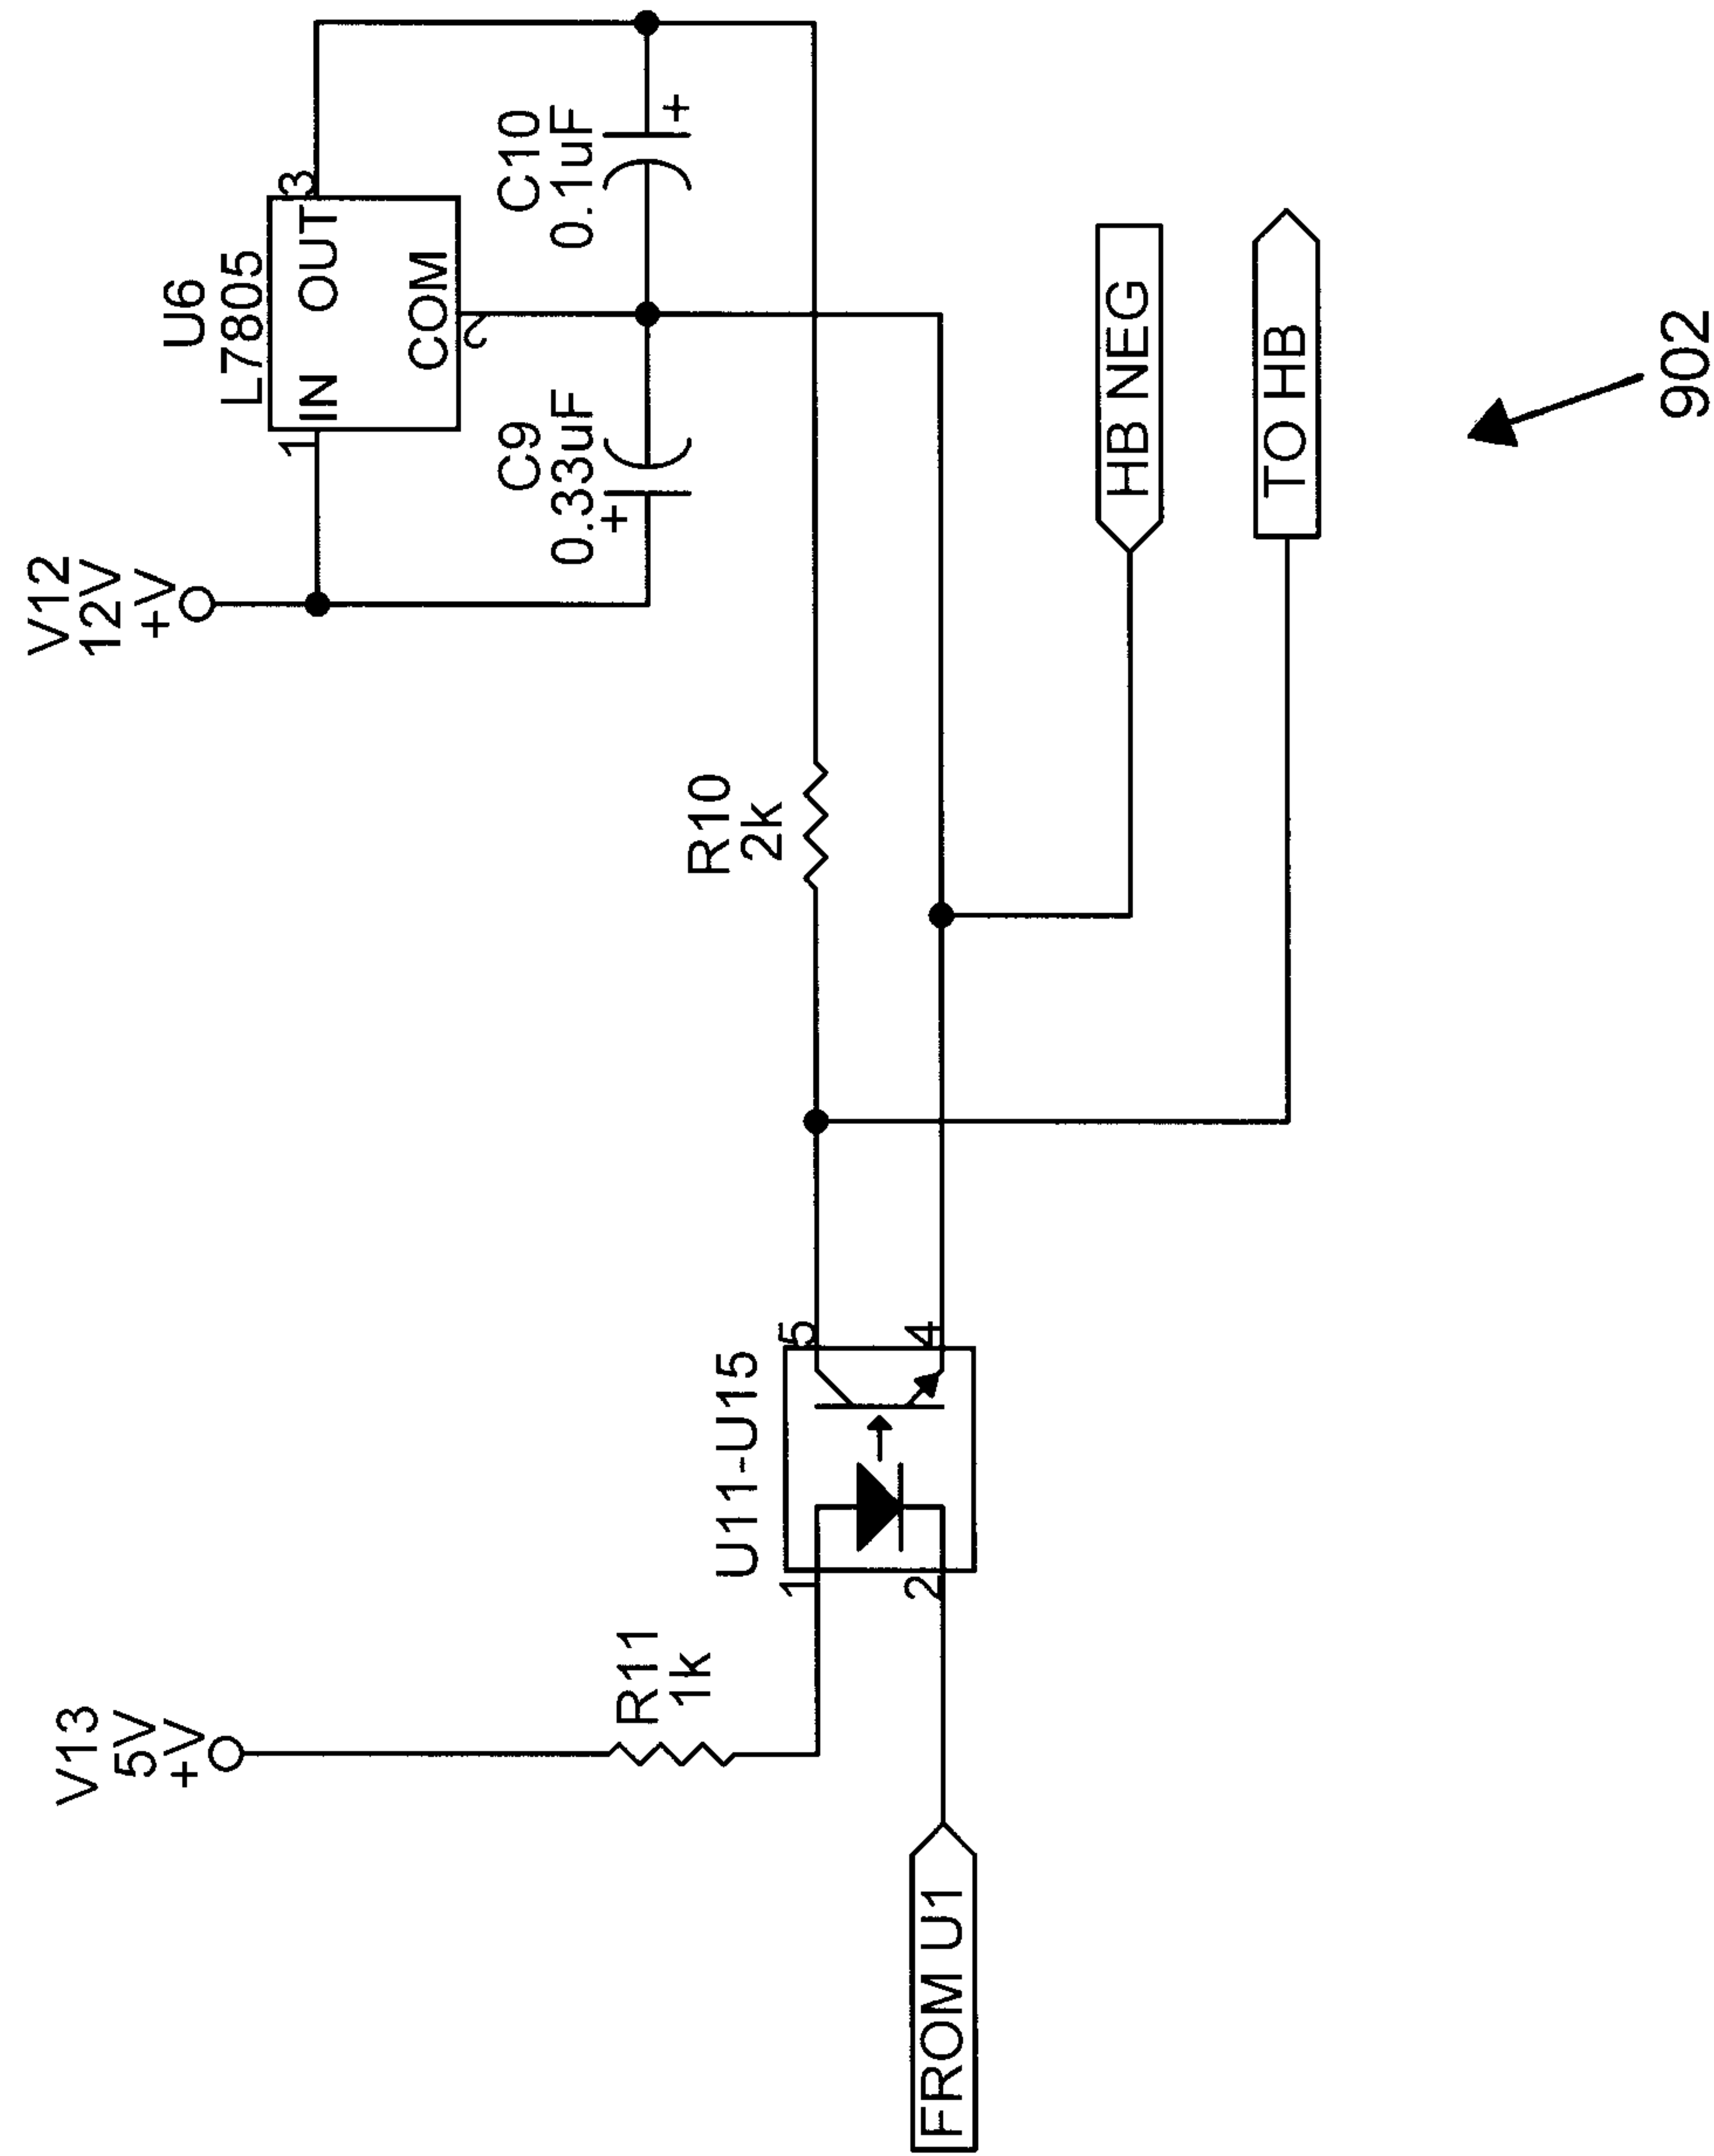 V13
5V
+V
R11
1k
FROM U1
U11-U15
1
2
5
4
R10
2k
V12
12V
+V
U6
L7805
1
IN
OUT
3
COM
2
C9
0.33uF
+
C10
0.1uF
+
HB NEG
TO HB
902